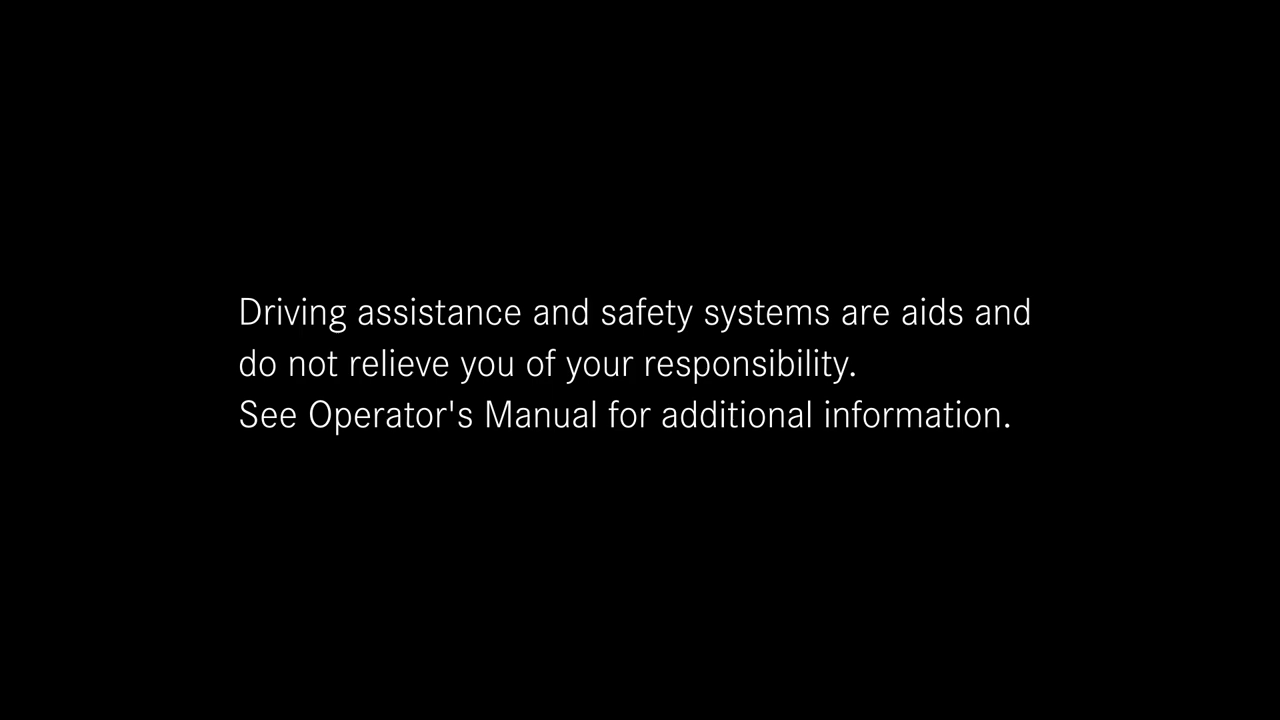 Driving assistance and safety systems are aids and
do not relieve you of your responsibility.
See Operator's Manual for additional information.